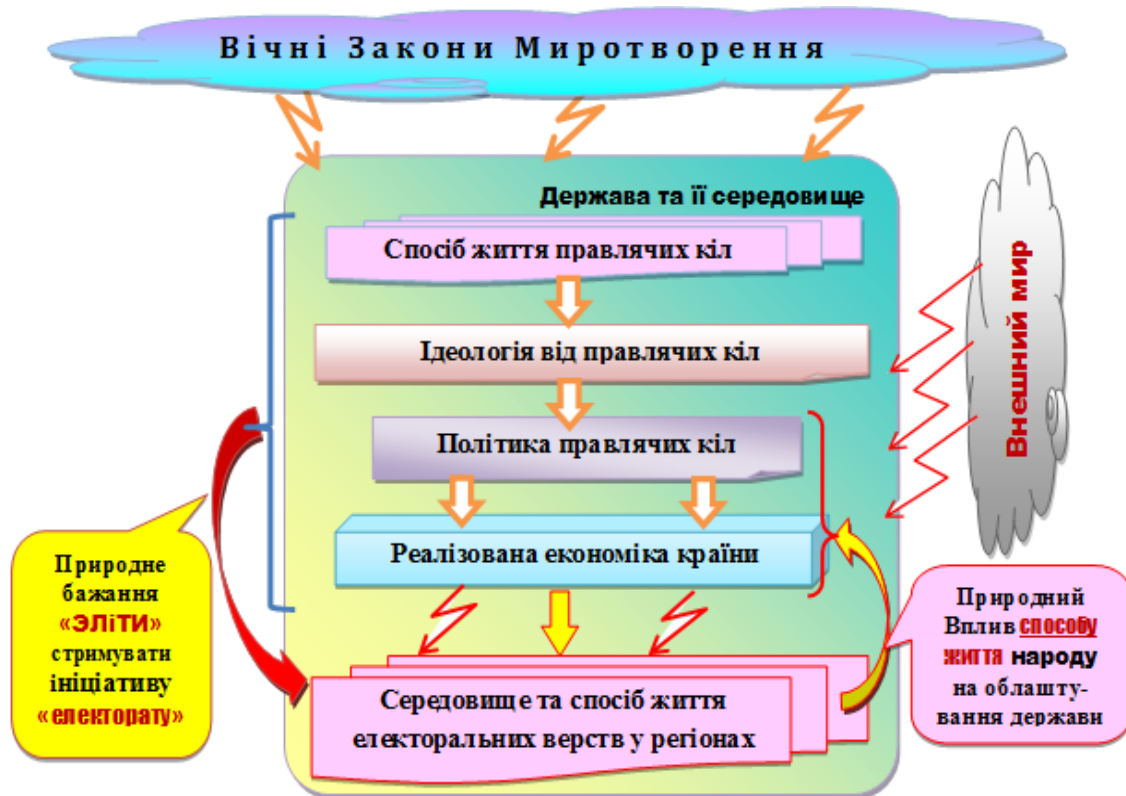 Вічні Закони Миротворення
Держава та її середовище
Спосіб життя правлячих кіл
Ідеологія від правлячих кіл
Політика правлячих кіл
Реалізована економіка країни
Середовище та спосіб життя
електоральних верств у регіонах
Внешний мир
Природне
бажання
«ЭЛіТИ»
стримувати
ініціативу
«електорату»
Природний
Вплив способу
життя народу
на облашту-
вання держави